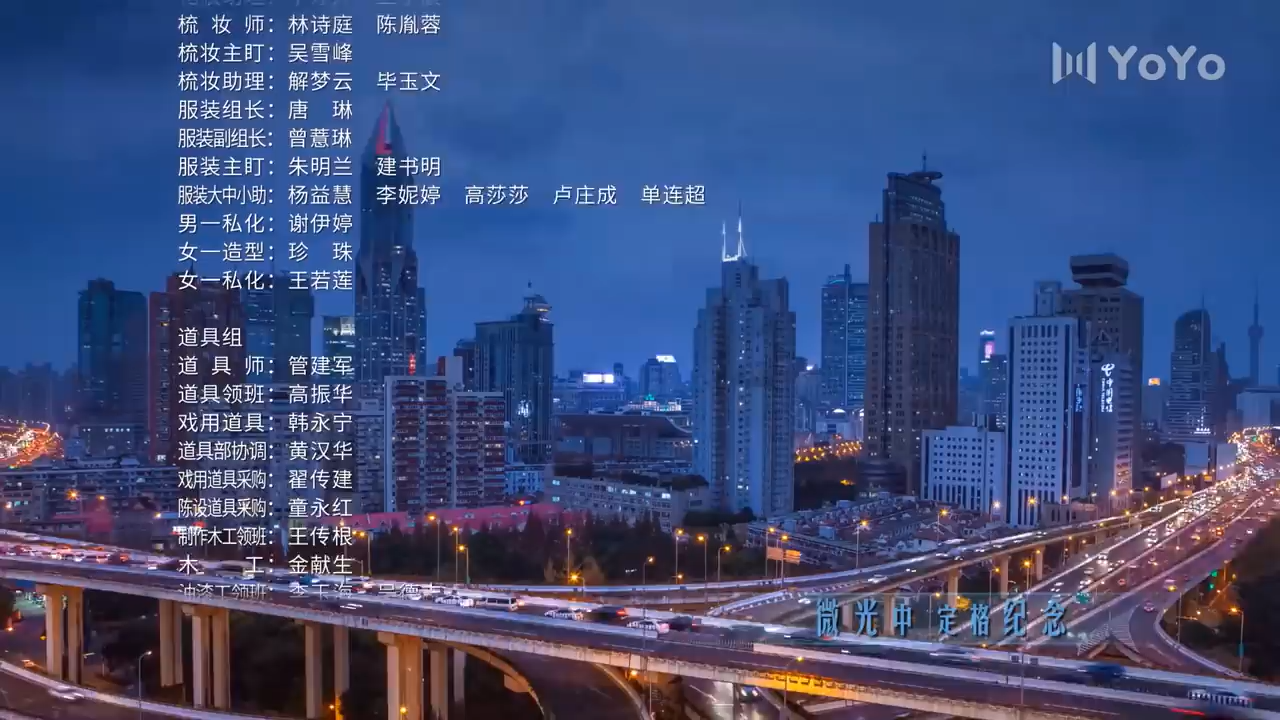 梳妆师：林诗庭 陈胤蓉
梳妆主盯：吴雪峰
梳妆助理：解梦云 毕玉文
服装组长：唐 琳
服装副组长：曾薏琳
服装主盯：朱明兰 建书明
服装大中小助：杨益慧 李妮婷 高莎莎 卢庄成 单连超
男一私化：谢伊婷
女一造型：珍 珠
女一私化：王若莲
道具组
道具师：管建军
道具领班：高振华
戏用道具：韩永宁
道具部协调：黄汉华
戏用道具采购：翟传建
陈设道具采购：童永红
制作木工领班：王传根
木 工：金献生
YoYo
中国电信
微光中 定格纪念